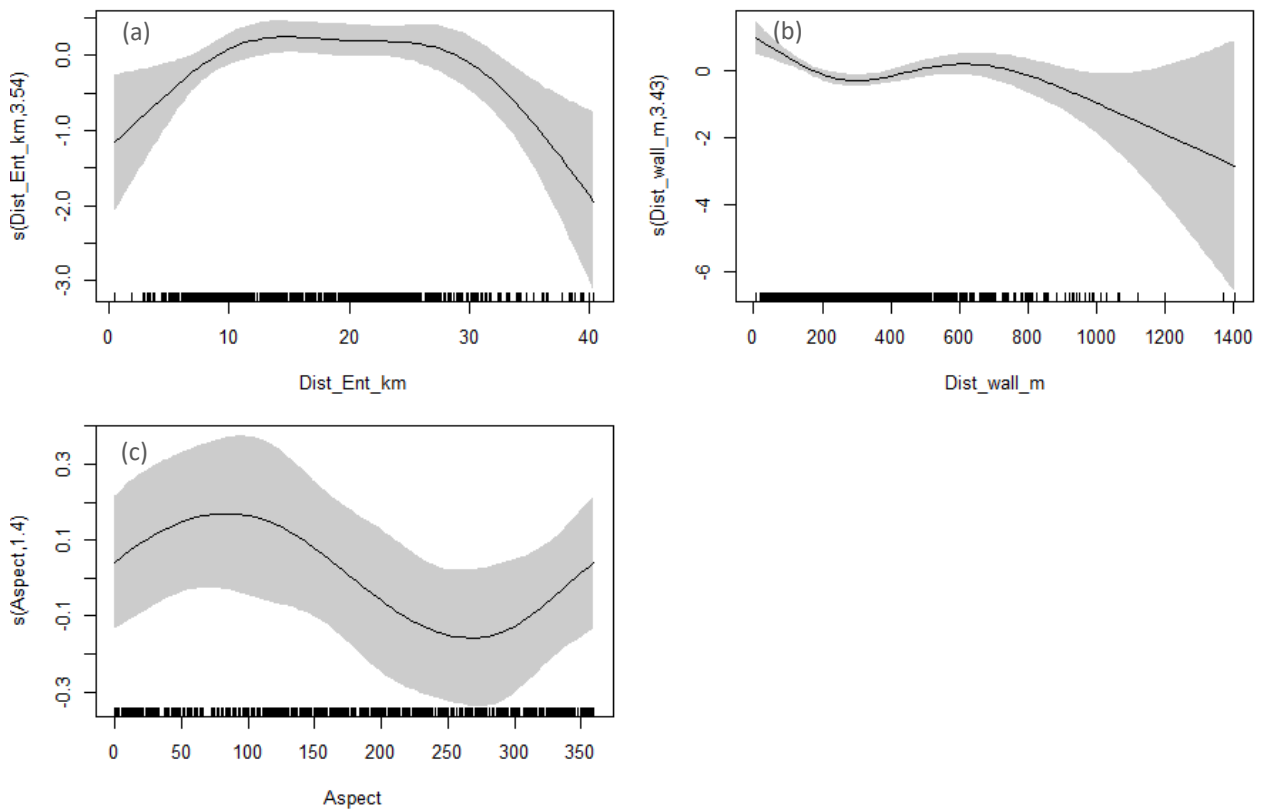 (a)
s(Dist_Ent_km,3.54)
0.0
-1.0
-2.0
-3.0
0 10 20 30 40
Dist_Ent_km
(b)
s(Dist_wall_m,3.43)
0
-2
-4
-6
0 200 400 600 800 1000 1200 1400
Dist_wall_m
(c)
s(Aspect,1.4)
0.3
0.1
-0.1
-0.3
0 50 100 150 200 250 300 350
Aspect